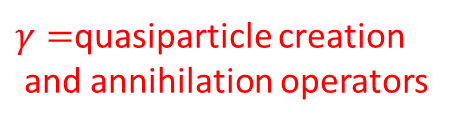 γ =quasiparticle creation
and annihilation operators